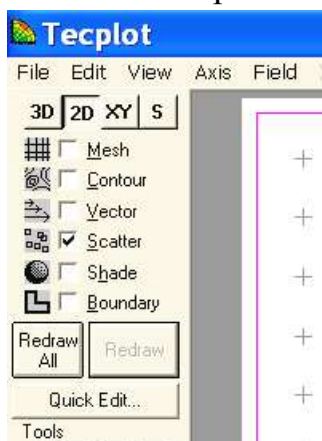 Tecplot
File Edit View Axis Field
3D 2D XY S
Mesh
Contour
Vector
Scatter
Shade
Boundary
Redraw All Redraw
Quick Edit...
Tools